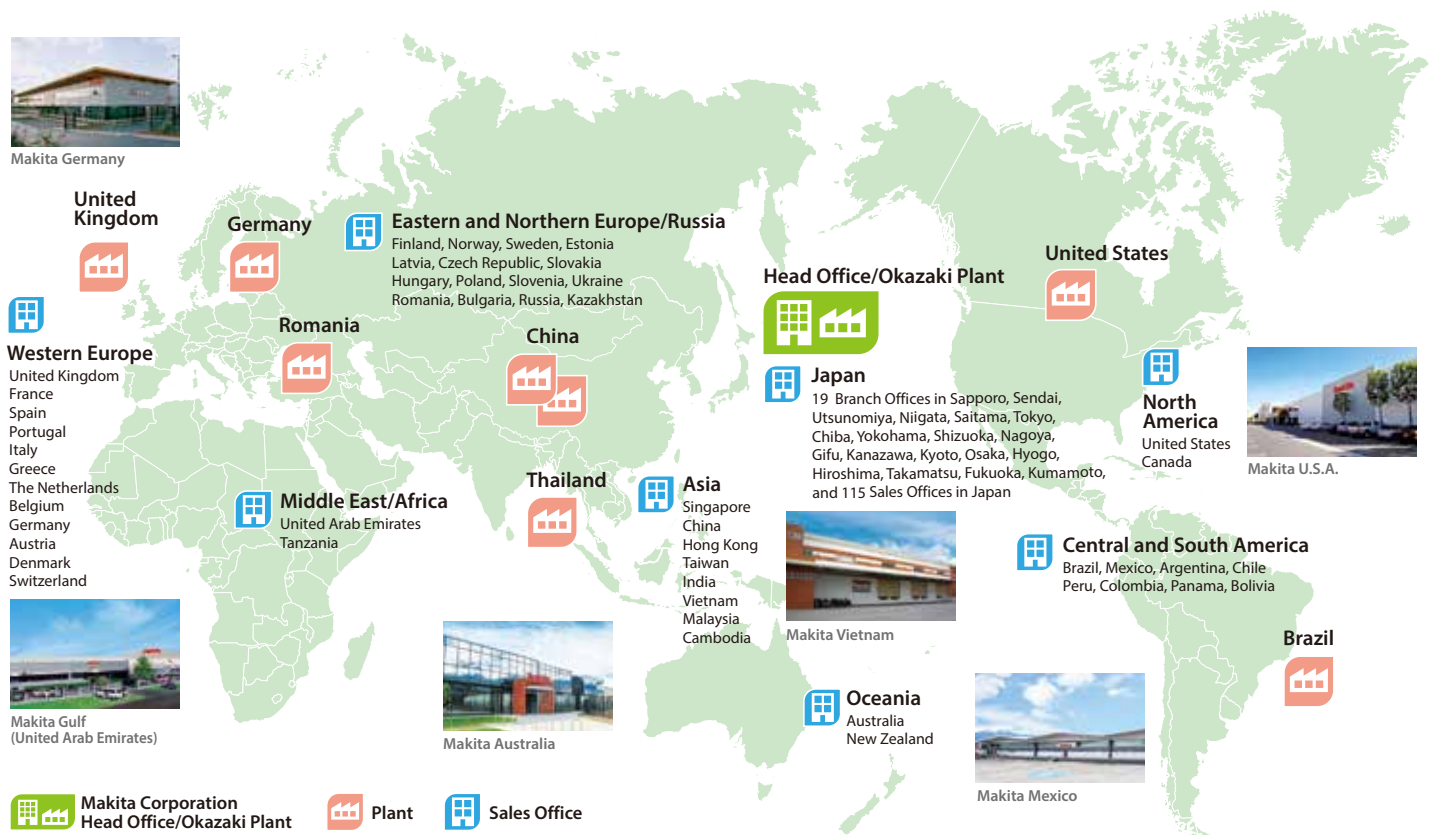 Makita Germany
United
Kingdom
Germany
Eastern and Northern Europe/Russia
Finland, Norway, Sweden, Estonia
Latvia, Czech Republic, Slovakia
Hungary, Poland, Slovenia, Ukraine
Romania, Bulgaria, Russia, Kazakhstan
United States
Head Office/Okazaki Plant
Romania
China
Western Europe
United Kingdom
France
Spain
Portugal
Italy
Greece
The Netherlands
Belgium
Germany
Austria
Denmark
Switzerland
Japan
19 Branch Offices in Sapporo, Sendai,
Utsunomiya, Niigata, Saitama, Tokyo,
Chiba, Yokohama, Shizuoka, Nagoya,
Gifu, Kanazawa, Kyoto, Osaka, Hyogo,
Hiroshima, Takamatsu, Fukuoka, Kumamoto,
and 115 Sales Offices in Japan
North
America
United States
Canada
Makita U.S.A.
Middle East/Africa
United Arab Emirates
Tanzania
Thailand
Asia
Singapore
China
Hong Kong
Taiwan
India
Vietnam
Malaysia
Cambodia
Makita Vietnam
Central and South America
Brazil, Mexico, Argentina, Chile
Peru, Colombia, Panama, Bolivia
Brazil
Makita Gulf
(United Arab Emirates)
Makita Australia
Oceania
Australia
New Zealand
Makita Mexico
Makita Corporation
Head Office/Okazaki Plant
Plant
Sales Office